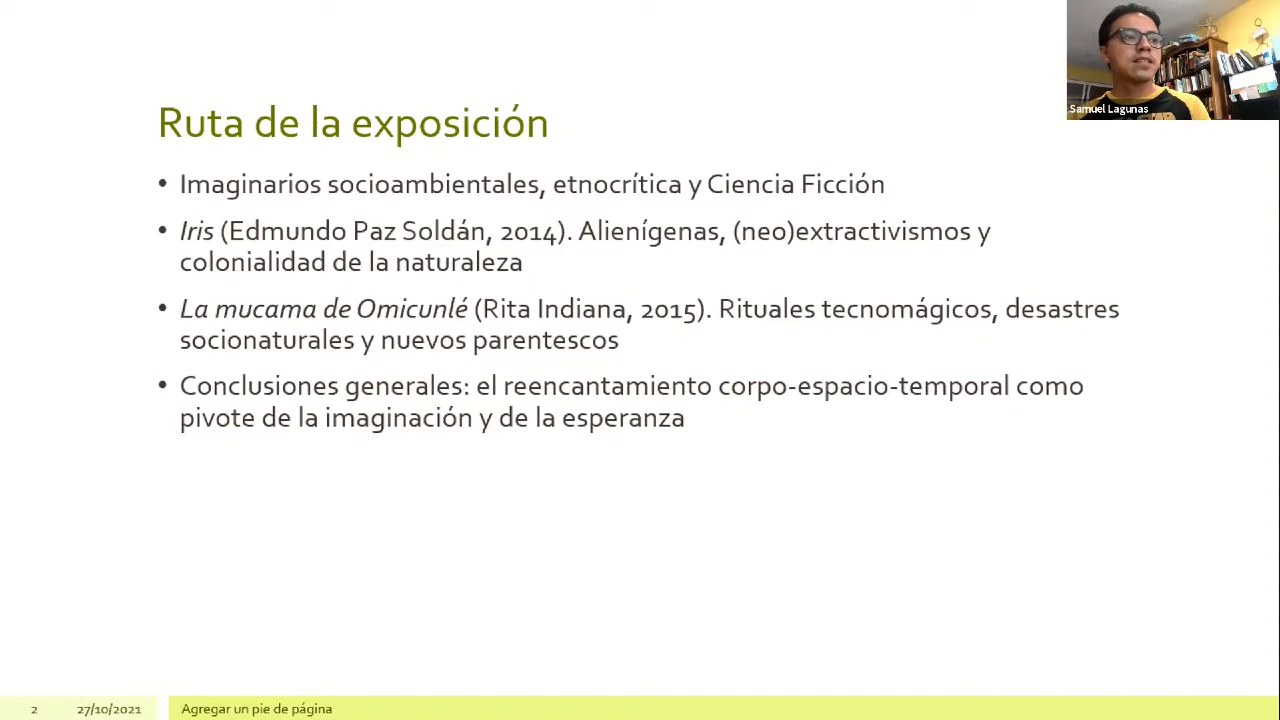 Samuel Lagunas
Ruta de la exposición
• Imaginarios socioambientales, etnocrítica y Ciencia Ficción
• Iris (Edmundo Paz Soldán, 2014). Alienígenas, (neo)extractivismos y
colonialidad de la naturaleza
• La mucama de Omicunlé (Rita Indiana, 2015). Rituales tecnomágicos, desastres
socionaturales y nuevos parentescos
• Conclusiones generales: el reencantamiento corpo-espacio-temporal como
pivote de la imaginación y de la esperanza
2 27/10/2021 Agregar un pie de página